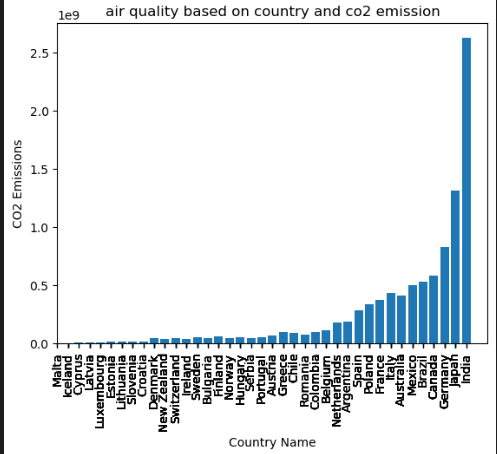 air quality based on country and co2 emission
1e9
2.5
2.0
1.5
1.0
0.5
0.0
CO2 Emissions
Malta
Iceland
Cyprus
Latvia
Luxembourg
Estonia
Lithuania
Slovenia
Croatia
Denmark
New Zealand
Switzerland
Ireland
Sweden
Bulgaria
Finland
Norway
Hungary
Serbia
Portugal
Austria
Greece
Chile
Romania
Colombia
Belgium
Netherlands
Argentina
Spain
Poland
France
Italy
Australia
Mexico
Brazil
Canada
Germany
Japan
India
Country Name